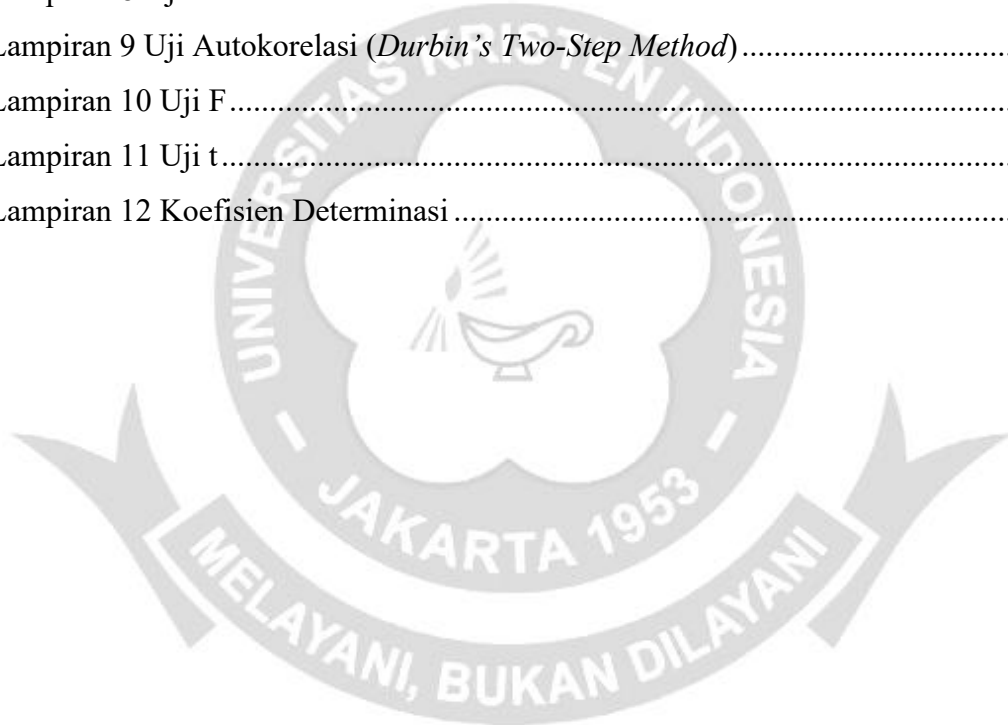 Lampiran 9 Uji Autokorelasi (Durbin's Two-Step Method)....................................
Lampiran 10 Uji F....................................................................................................
Lampiran 11 Uji t.....................................................................................................
Lampiran 12 Koefisien Determinasi.........................................................................
UNIVERSITAS KRISTEN INDONESIA
- JAKARTA 1953 -
MELAYANI, BUKAN DILAYANI